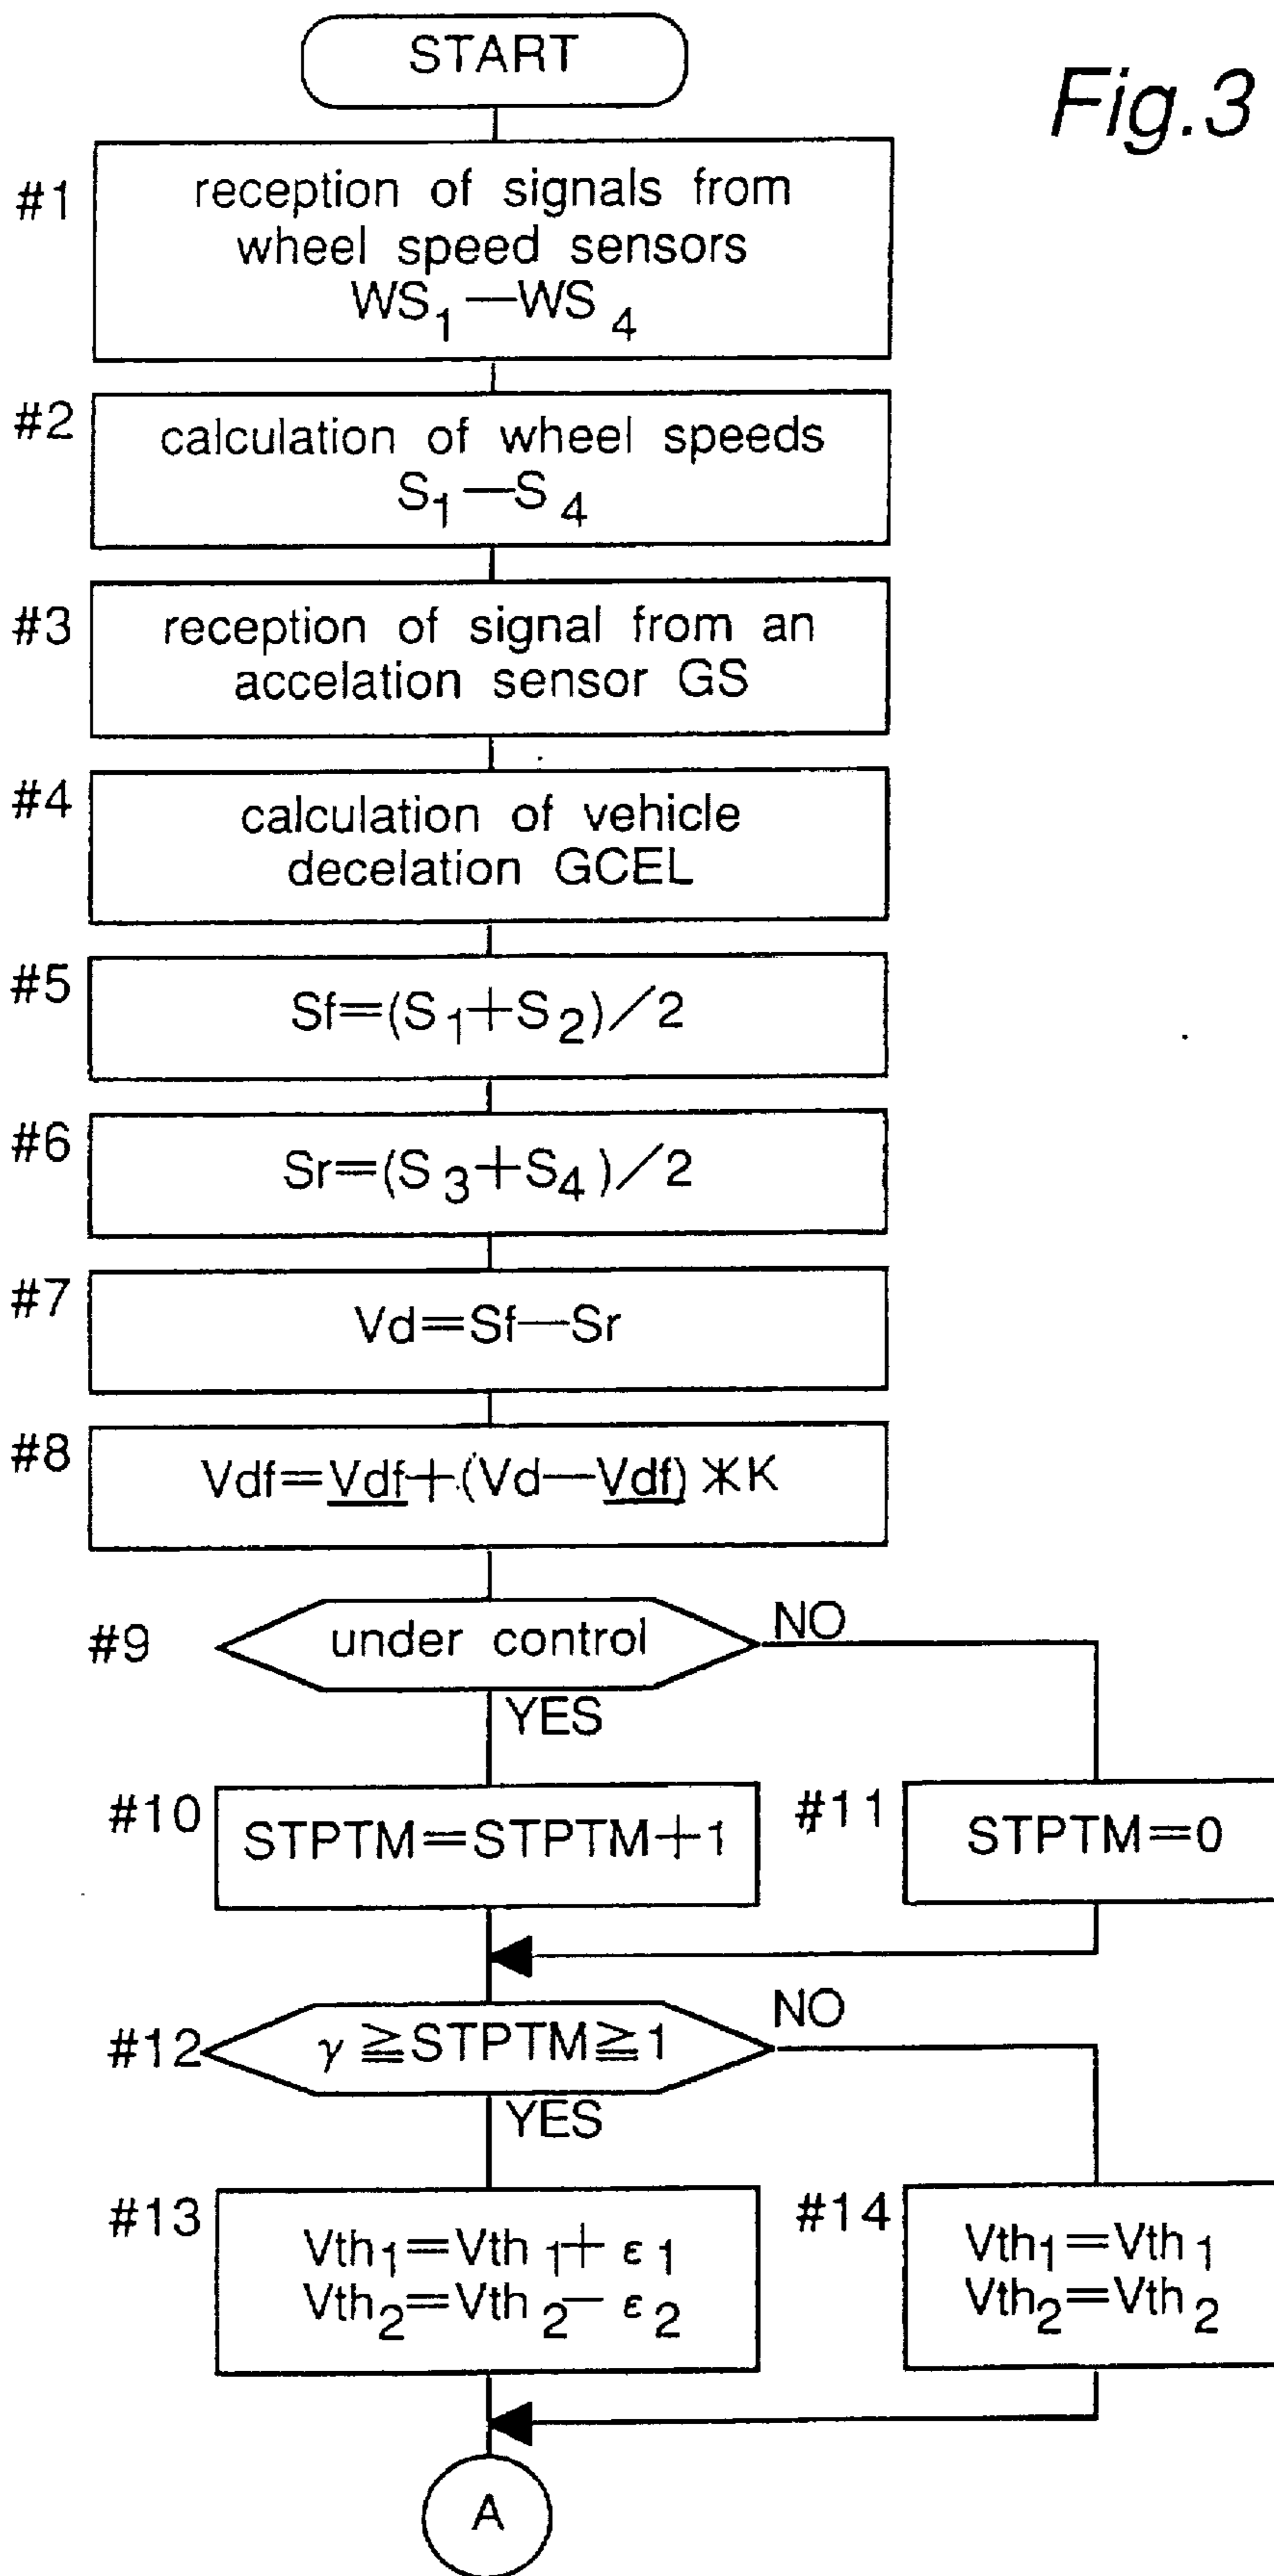 START
Fig.3
#1
reception of signals from
wheel speed sensors
WS₁—WS₄
#2
calculation of wheel speeds
S₁—S₄
#3
reception of signal from an
accelation sensor GS
#4
calculation of vehicle
decelation GCEL
#5
Sf=(S₁+S₂)/2
#6
Sr=(S₃+S₄)/2
#7
Vd=Sf—Sr
#8
Vdf=Vdf+(Vd—Vdf)*K
#9
under control
NO
YES
#10
STPTM=STPTM+1
#11
STPTM=0
#12
γ≧STPTM≧1
NO
YES
#13
Vth₁=Vth₁+ε₁
Vth₂=Vth₂-ε₂
#14
Vth₁=Vth₁
Vth₂=Vth₂
A